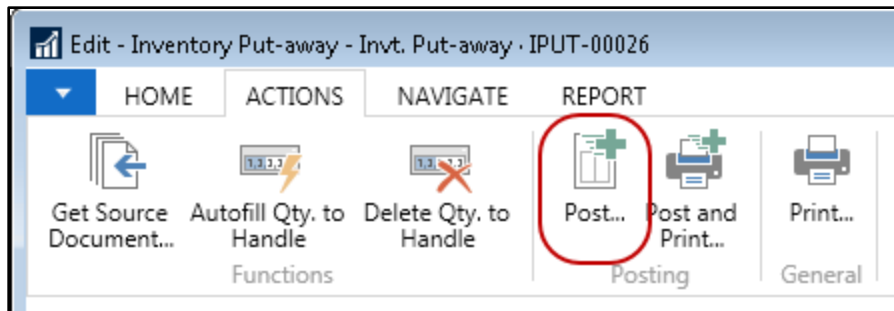 Edit - Inventory Put-away - Invt. Put-away · IPUT-00026
HOME ACTIONS NAVIGATE REPORT
Get Source Autofill Qty. to Delete Qty. to Post... Post and Print...
Document... Handle Handle Print...
Functions Posting General